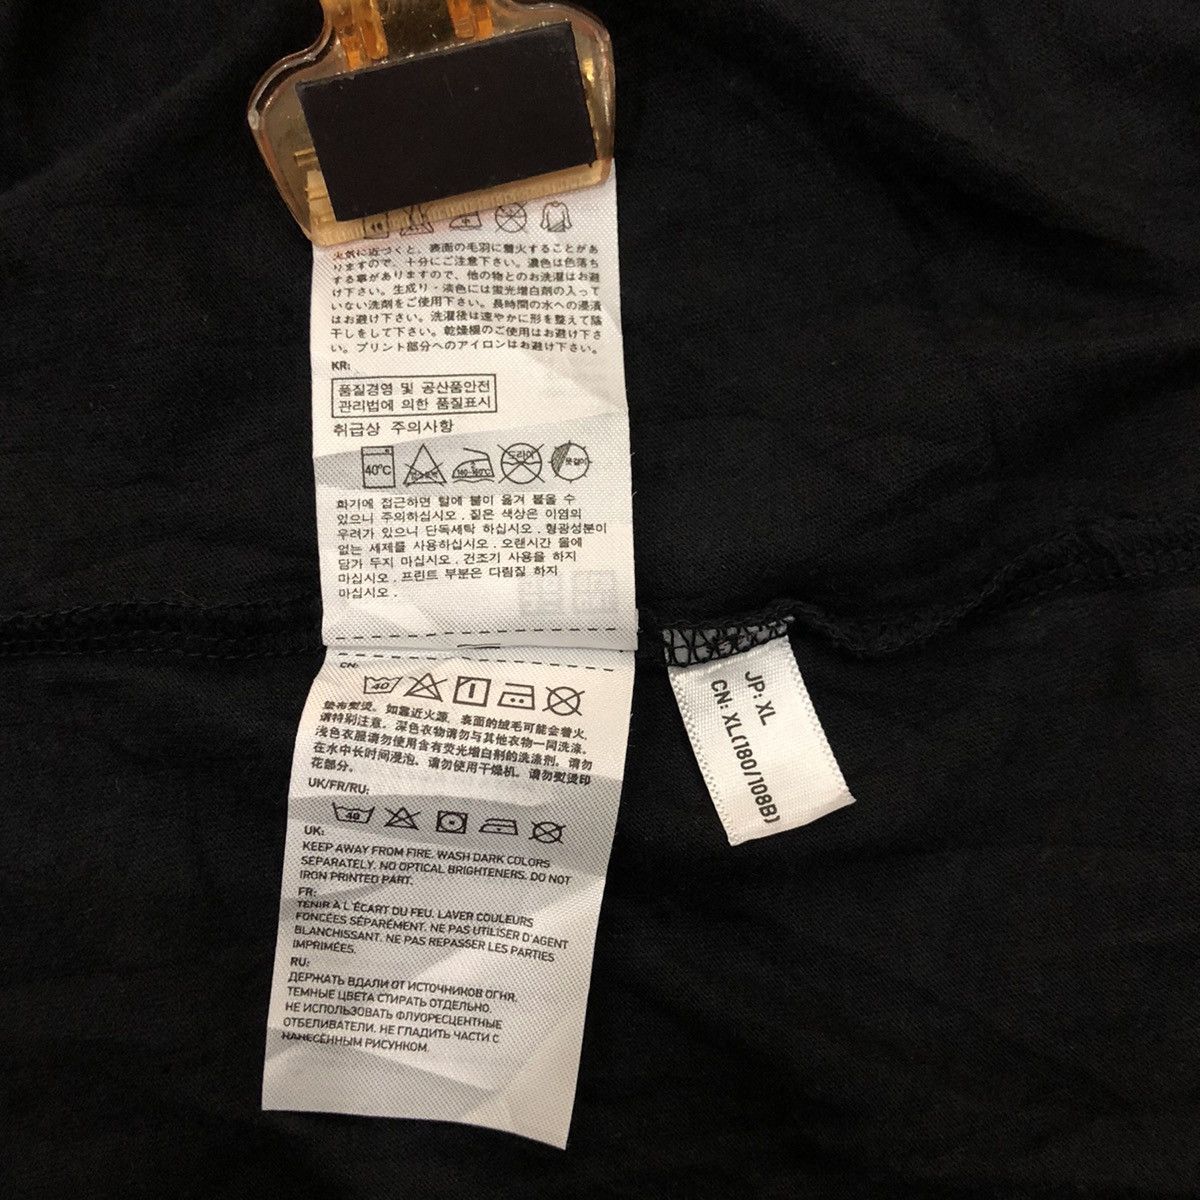 火気に近づくと、表面の毛羽に着火することがあ
りますので、十分にご注意下さい。濃色は色落ち
する事がありますので、他の物とのお洗濯はお避
け下さい。生成り・淡色には蛍光増白剤の入って
いない洗剤をご使用下さい。長時間の水への浸漬
はお避け下さい。洗濯後は速やかに形を整えて陰
干しをして下さい。乾燥機のご使用はお避け下さ
い。プリント部分へのアイロンはお避け下さい。
KR:
품질경영 및 공산품안전
관리법에 의한 품질표시
취급상 주의사항
40°C 드라이
화기에 접근하면 털에 불이 옮겨 붙을 수
있으니 주의하십시오. 짙은 색상은 이염의
우려가 있으니 단독세탁 하십시오. 형광성분이
없는 세제를 사용하십시오. 오랜시간 물에
담가 두지 마십시오. 건조기 사용을 하지
마십시오. 프린트 부분은 다림질 하지
마십시오.
CN:
40
垫布熨烫。如靠近火源，表面的绒毛可能会着火，
请特别注意。深色衣物请勿与其他衣物一同洗涤。
浅色衣服请勿使用含有荧光增白剂的洗涤剂。请勿
在水中长时间浸泡。请勿使用干燥机。请勿熨烫印
花部分。
UK/FR/RU:
40
UK:
KEEP AWAY FROM FIRE. WASH DARK COLORS
SEPARATELY. NO OPTICAL BRIGHTENERS. DO NOT
IRON PRINTED PART.
FR:
TENIR À L'ÉCART DU FEU. LAVER COULEURS
FONCÉES SÉPARÉMENT. NE PAS UTILISER D'AGENT
BLANCHISSANT. NE PAS REPASSER LES PARTIES
IMPRIMÉES.
RU:
ДЕРЖАТЬ ВДАЛИ ОТ ИСТОЧНИКОВ ОГНЯ.
ТЕМНЫЕ ЦВЕТА СТИРАТЬ ОТДЕЛЬНО.
НЕ ИСПОЛЬЗОВАТЬ ФЛУОРЕСЦЕНТНЫЕ
ОТБЕЛИВАТЕЛИ. НЕ ГЛАДИТЬ ЧАСТИ С
НАНЕСЁННЫМ РИСУНКОМ.
JP: XL
CN: XL(180/108B)